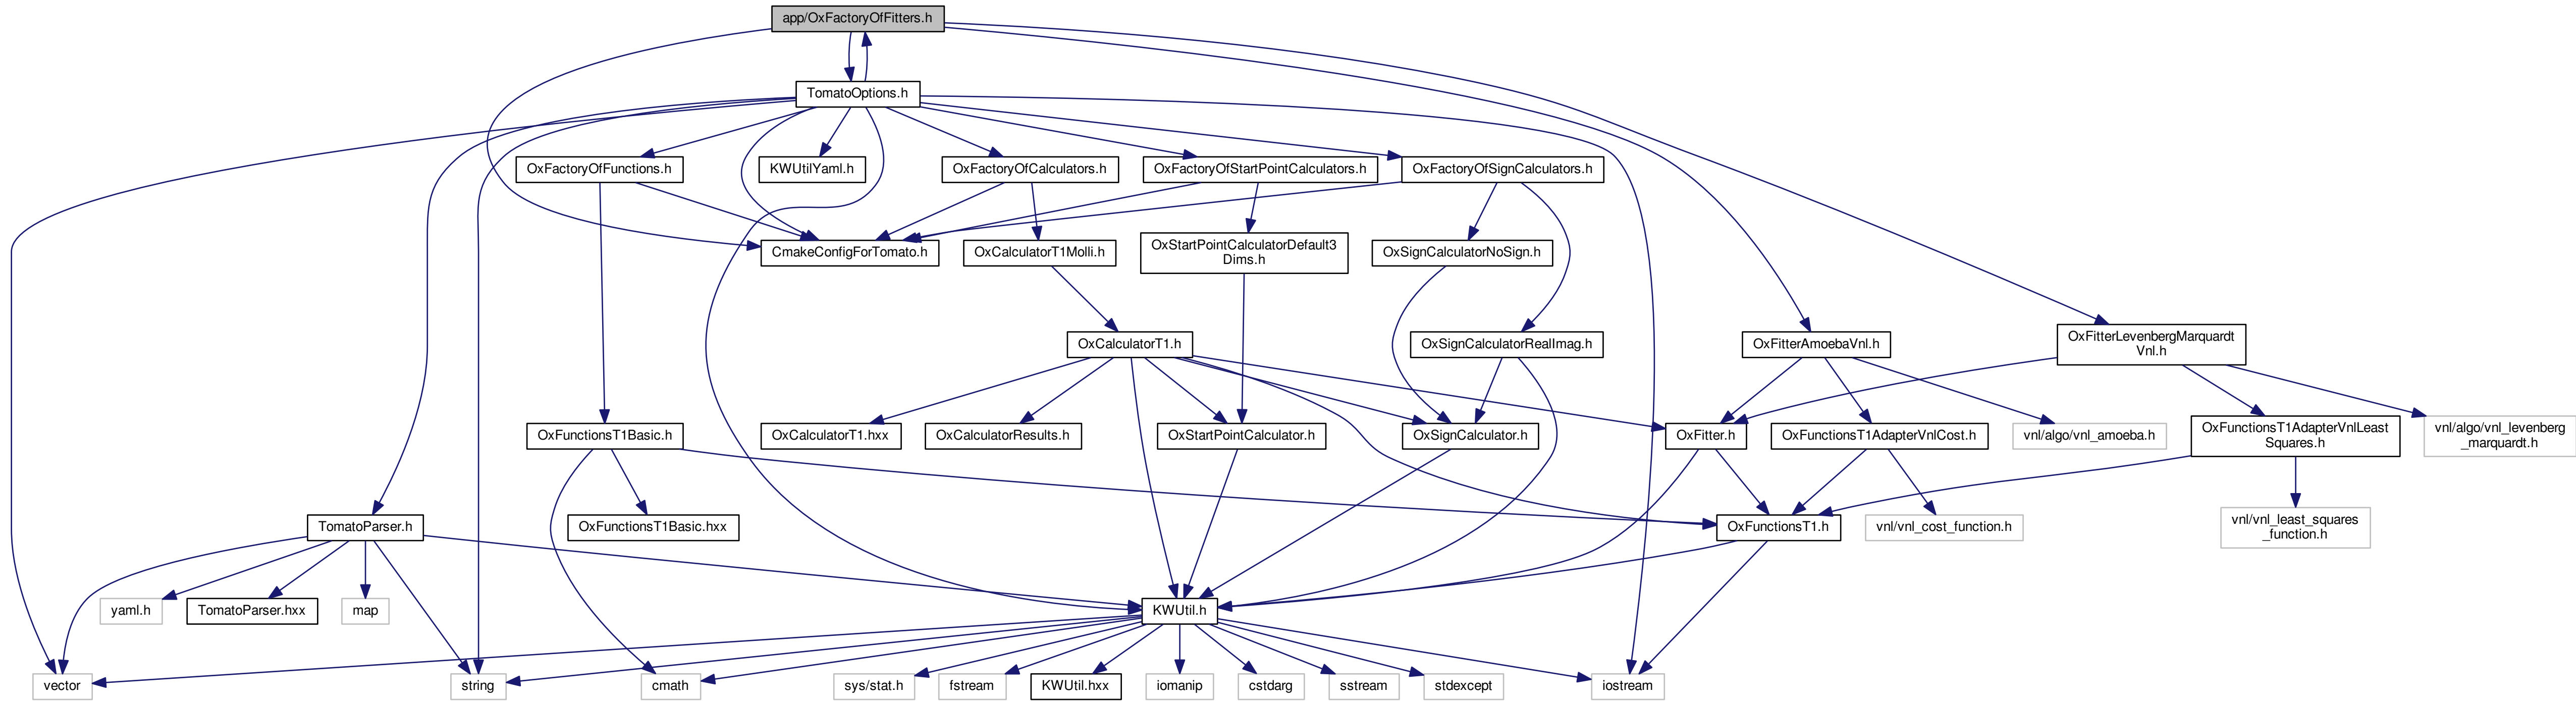 app/OxFactoryOfFitters.h
TomatoOptions.h
OxFactoryOfFunctions.h
KWUtilYaml.h
OxFactoryOfCalculators.h
OxFactoryOfStartPointCalculators.h
OxFactoryOfSignCalculators.h
CmakeConfigForTomato.h
OxCalculatorT1Molli.h
OxStartPointCalculatorDefault3
Dims.h
OxSignCalculatorNoSign.h
OxCalculatorT1.h
OxSignCalculatorRealImag.h
OxFitterAmoebaVnl.h
OxFitterLevenbergMarquardt
Vnl.h
OxFunctionsT1Basic.h
OxCalculatorT1.hxx
OxCalculatorResults.h
OxStartPointCalculator.h
OxSignCalculator.h
OxFitter.h
OxFunctionsT1AdapterVnlCost.h
vnl/algo/vnl_amoeba.h
OxFunctionsT1AdapterVnlLeast
Squares.h
vnl/algo/vnl_levenberg
_marquardt.h
TomatoParser.h
OxFunctionsT1Basic.hxx
OxFunctionsT1.h
vnl/vnl_cost_function.h
vnl/vnl_least_squares
_function.h
yaml.h
TomatoParser.hxx
map
KWUtil.h
vector
string
cmath
sys/stat.h
fstream
KWUtil.hxx
iomanip
cstdarg
sstream
stdexcept
iostream